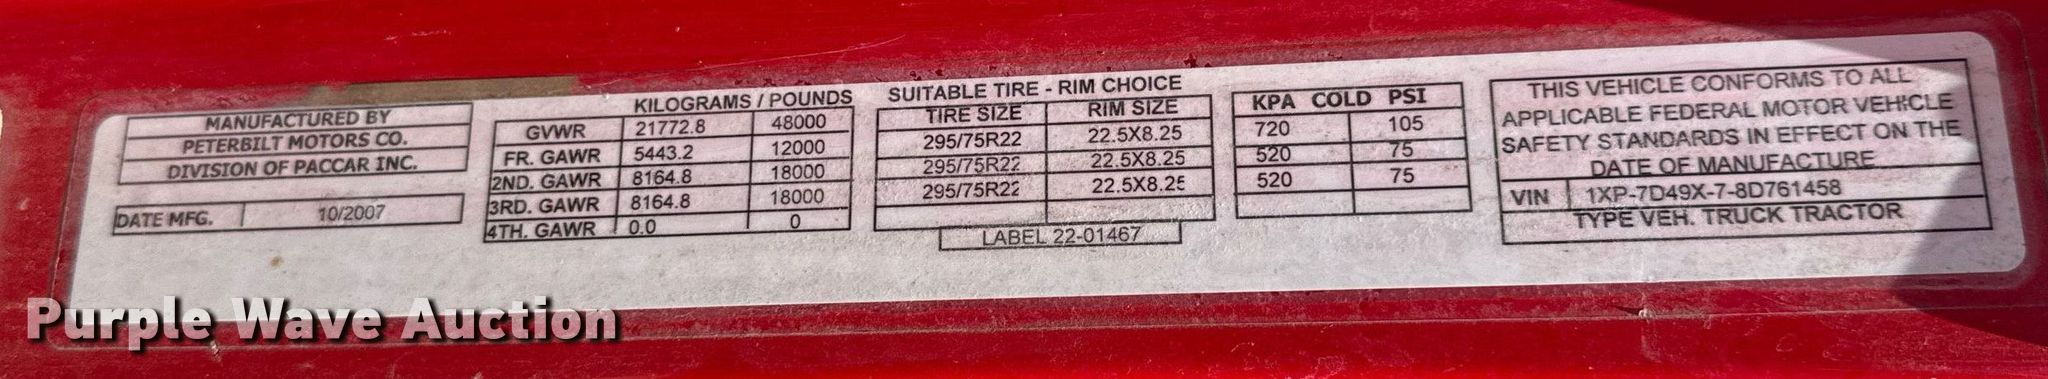 MANUFACTURED BY
PETERBILT MOTORS CO.
DIVISION OF PACCAR INC.
DATE MFG. 10/2007
KILOGRAMS / POUNDS
GVWR 21772.8 48000
FR. GAWR 5443.2 12000
2ND. GAWR 8164.8 18000
3RD. GAWR 8164.8 18000
4TH. GAWR 0.0 0
SUITABLE TIRE - RIM CHOICE
TIRE SIZE RIM SIZE
295/75R22 22.5X8.25
295/75R22 22.5X8.25
295/75R22 22.5X8.25
LABEL 22-01467
KPA COLD PSI
720 105
520 75
520 75
THIS VEHICLE CONFORMS TO ALL
APPLICABLE FEDERAL MOTOR VEHICLE
SAFETY STANDARDS IN EFFECT ON THE
DATE OF MANUFACTURE
VIN 1XP-7D49X-7-8D761458
TYPE VEH. TRUCK TRACTOR
Purple Wave Auction